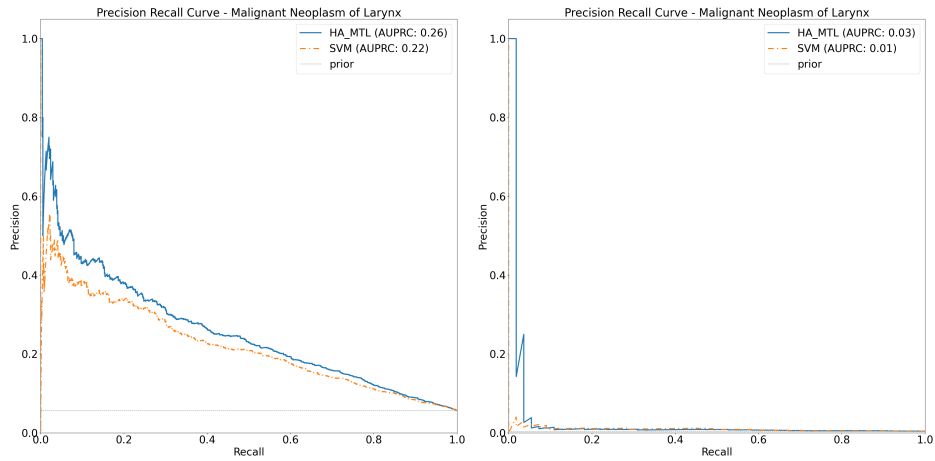 Precision Recall Curve - Malignant Neoplasm of Larynx
HA_MTL (AUPRC: 0.26)
SVM (AUPRC: 0.22)
prior
1.0
0.8
0.6
0.4
0.2
0.0
Precision
0.0 0.2 0.4 0.6 0.8 1.0
Recall
Precision Recall Curve - Malignant Neoplasm of Larynx
HA_MTL (AUPRC: 0.03)
SVM (AUPRC: 0.01)
prior
1.0
0.8
0.6
0.4
0.2
0.0
Precision
0.0 0.2 0.4 0.6 0.8 1.0
Recall